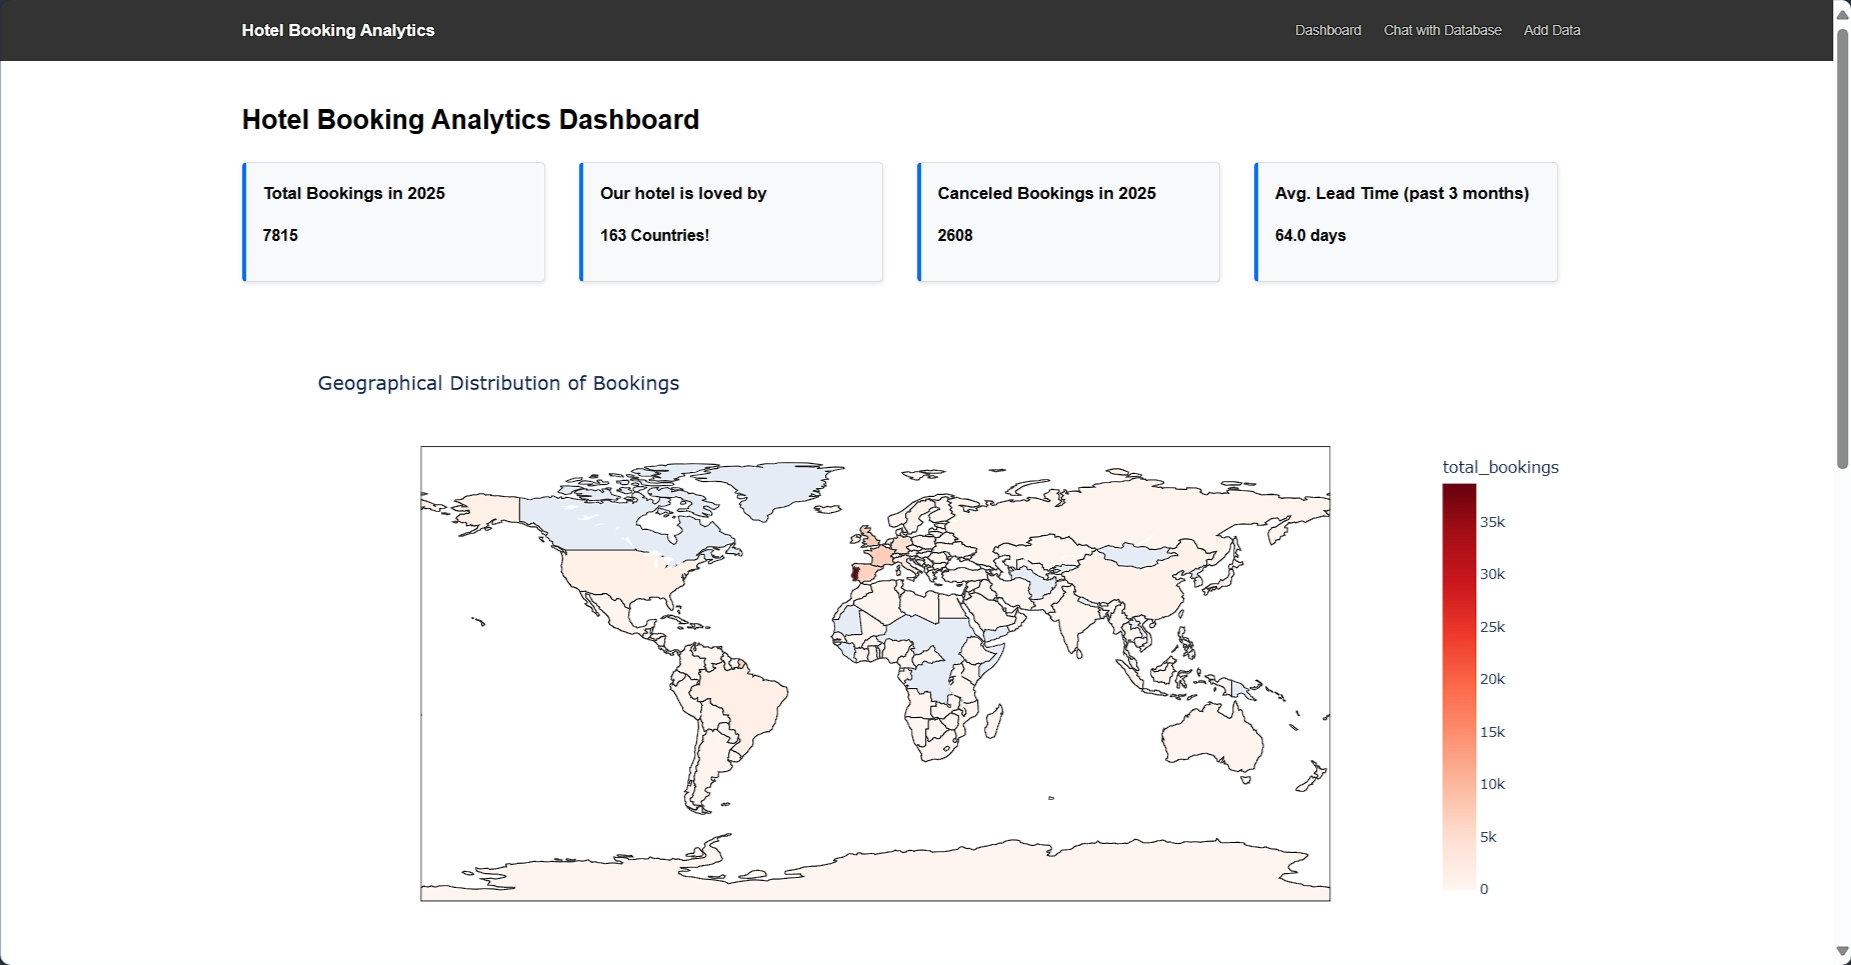 Hotel Booking Analytics
Dashboard Chat with Database Add Data
Hotel Booking Analytics Dashboard
Total Bookings in 2025
7815
Our hotel is loved by
163 Countries!
Canceled Bookings in 2025
2608
Avg. Lead Time (past 3 months)
64.0 days
Geographical Distribution of Bookings
total_bookings
35k
30k
25k
20k
15k
10k
5k
0